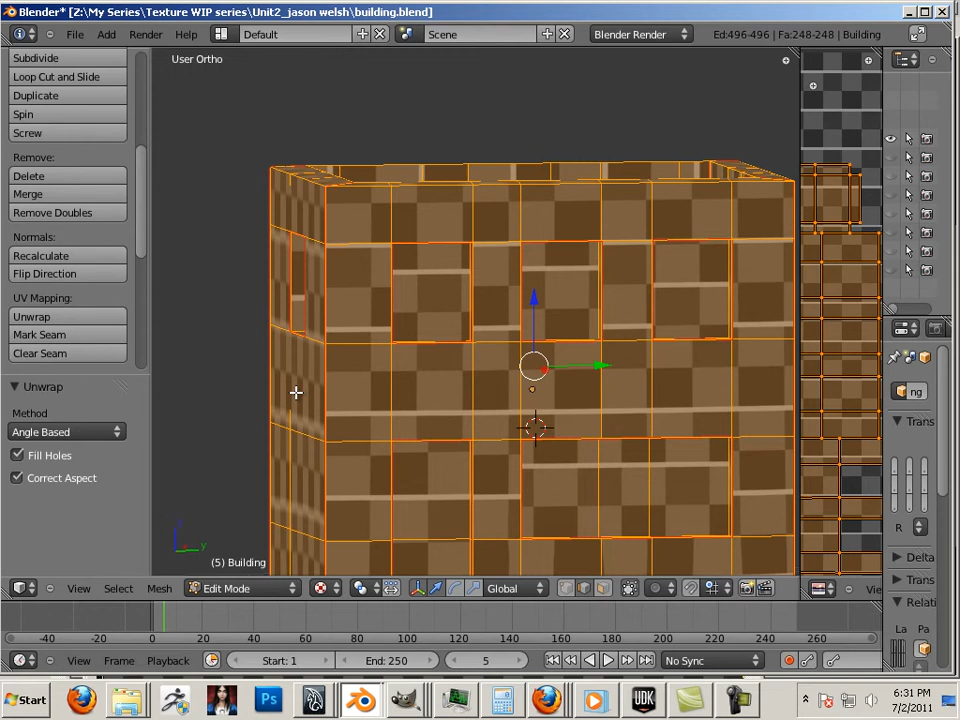 Blender* [Z:\My Series\Texture WIP series\Unit2_jason welsh\building.blend]
File Add Render Help Default Scene Blender Render Ed:496-496 | Fa:248-248 | Building
Subdivide
Loop Cut and Slide
Duplicate
Spin
Screw
Remove:
Delete
Merge
Remove Doubles
Normals:
Recalculate
Flip Direction
UV Mapping:
Unwrap
Mark Seam
Clear Seam
Unwrap
Method
Angle Based
Fill Holes
Correct Aspect
User Ortho
z
y
(5) Building
ng
Trans
R
Delta
Trans
Relati
La Pa
View Select Mesh Edit Mode Global Vie
-40 -20 0 20 40 60 80 100 120 140 160 180 200 220 240 260
View Frame Playback Start: 1 End: 250 5 No Sync
Start Ps UDK 6:31 PM
7/2/2011